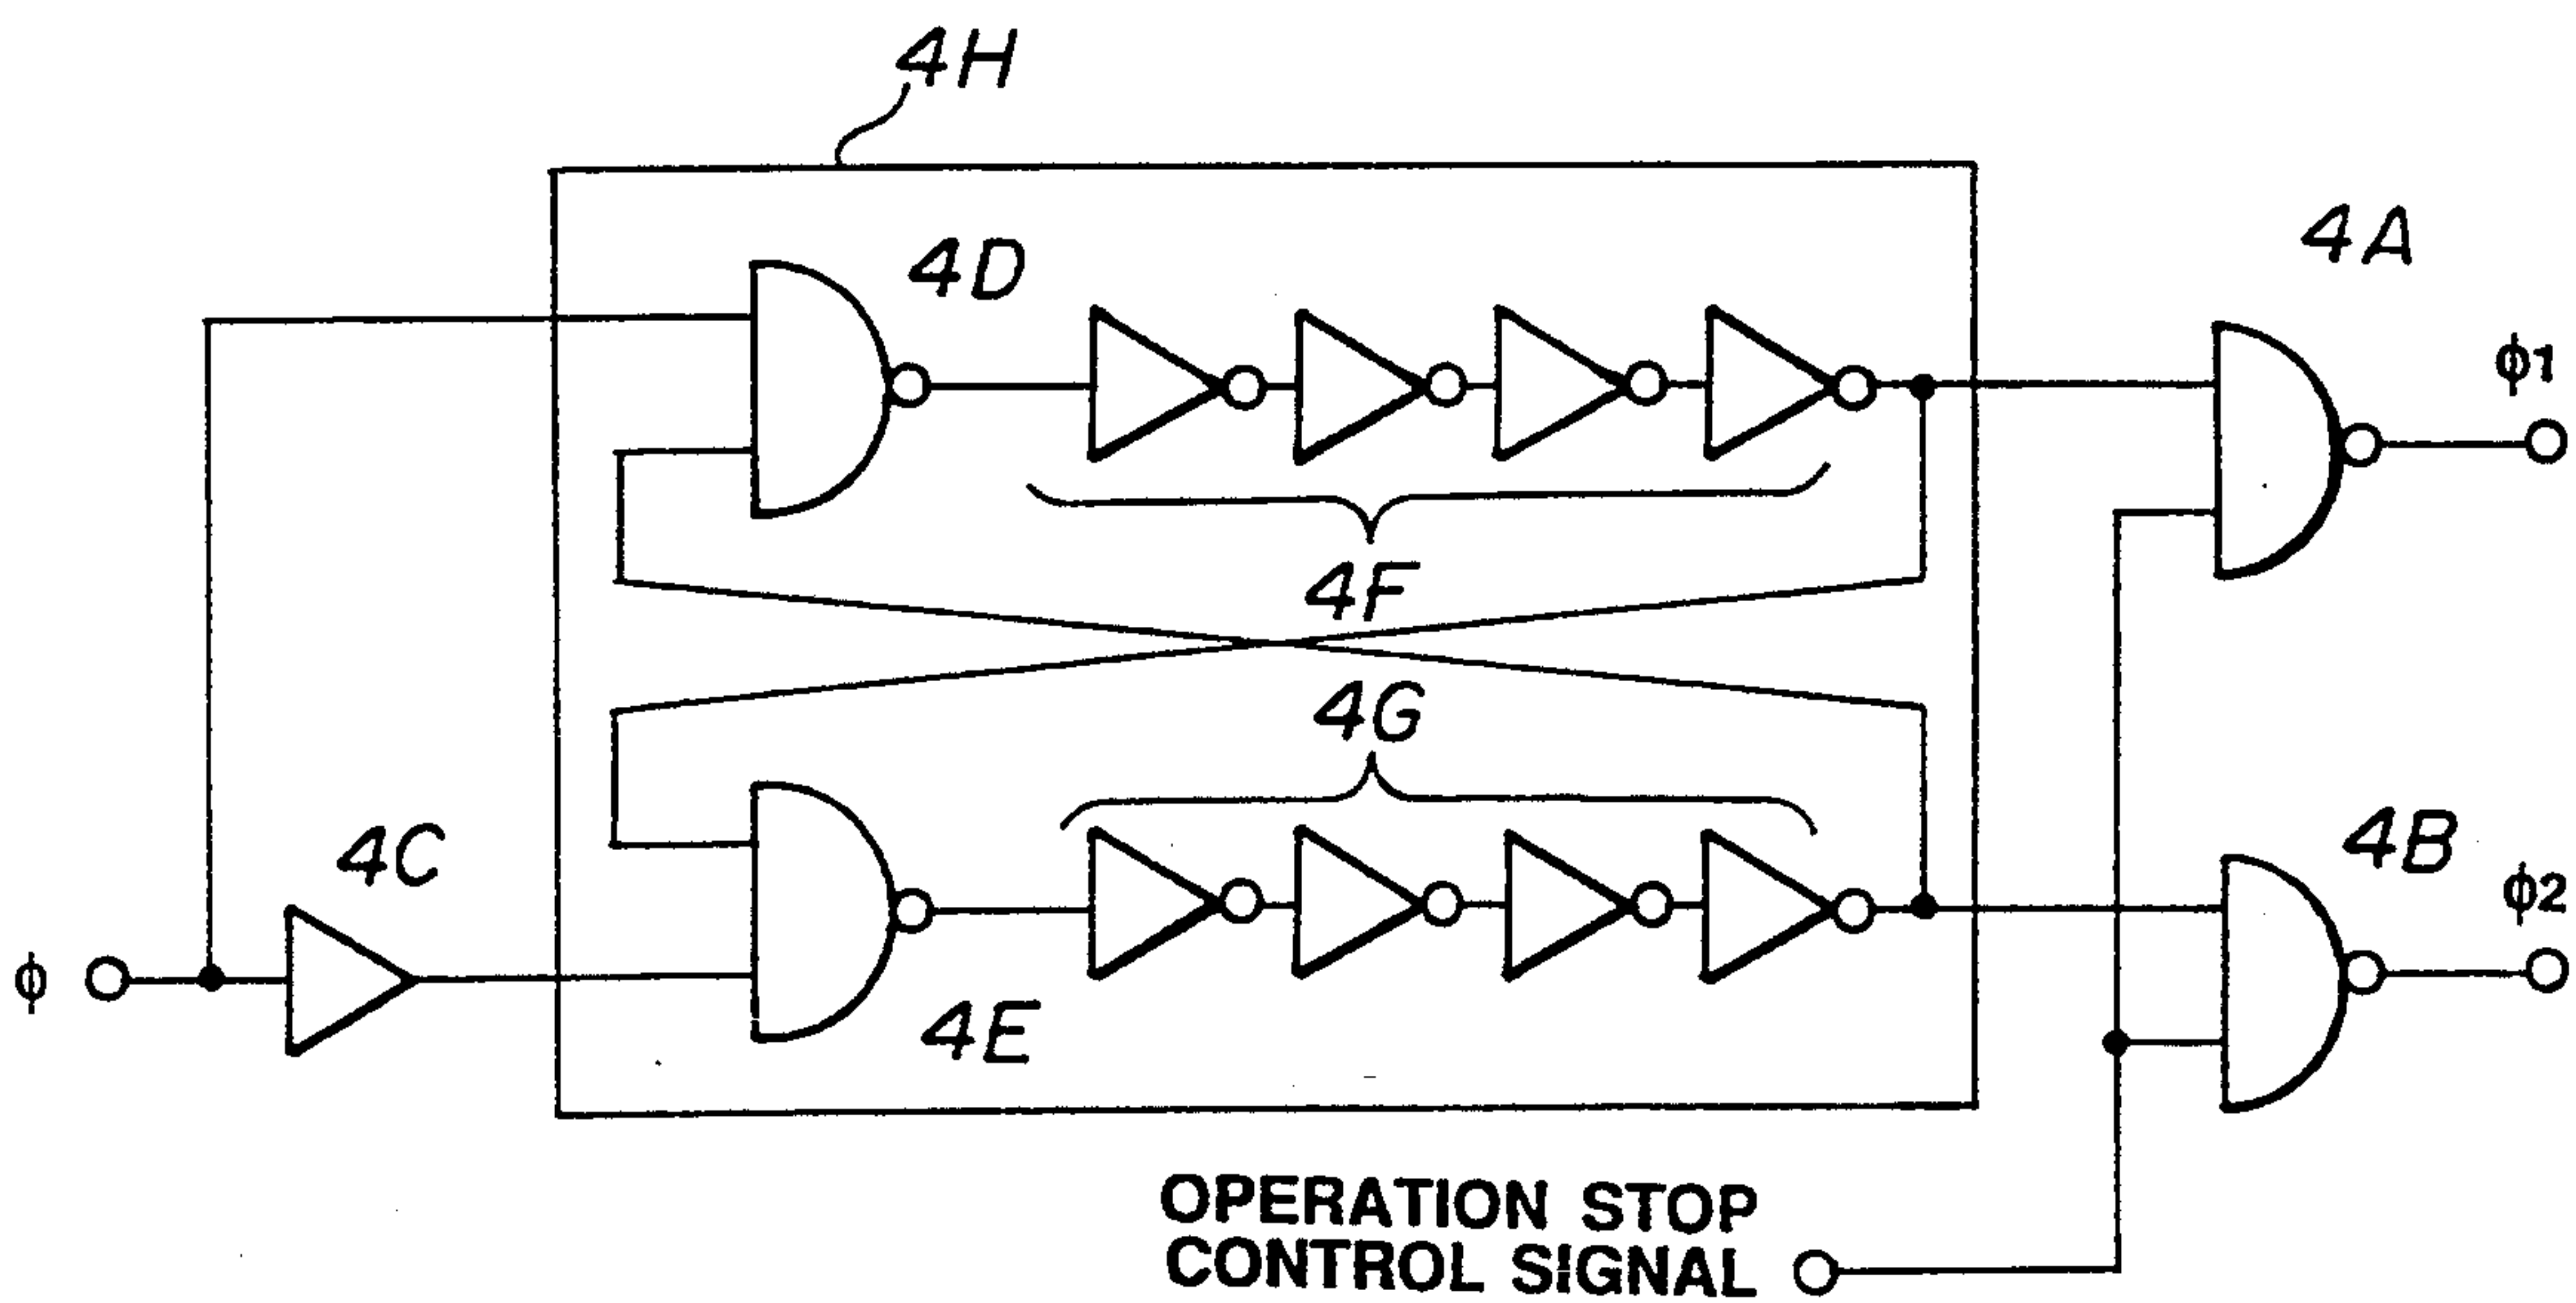 4H
4A
4D
ϕ1
4F
4G
4C
4B
ϕ2
ϕ
4E
OPERATION STOP
CONTROL SIGNAL